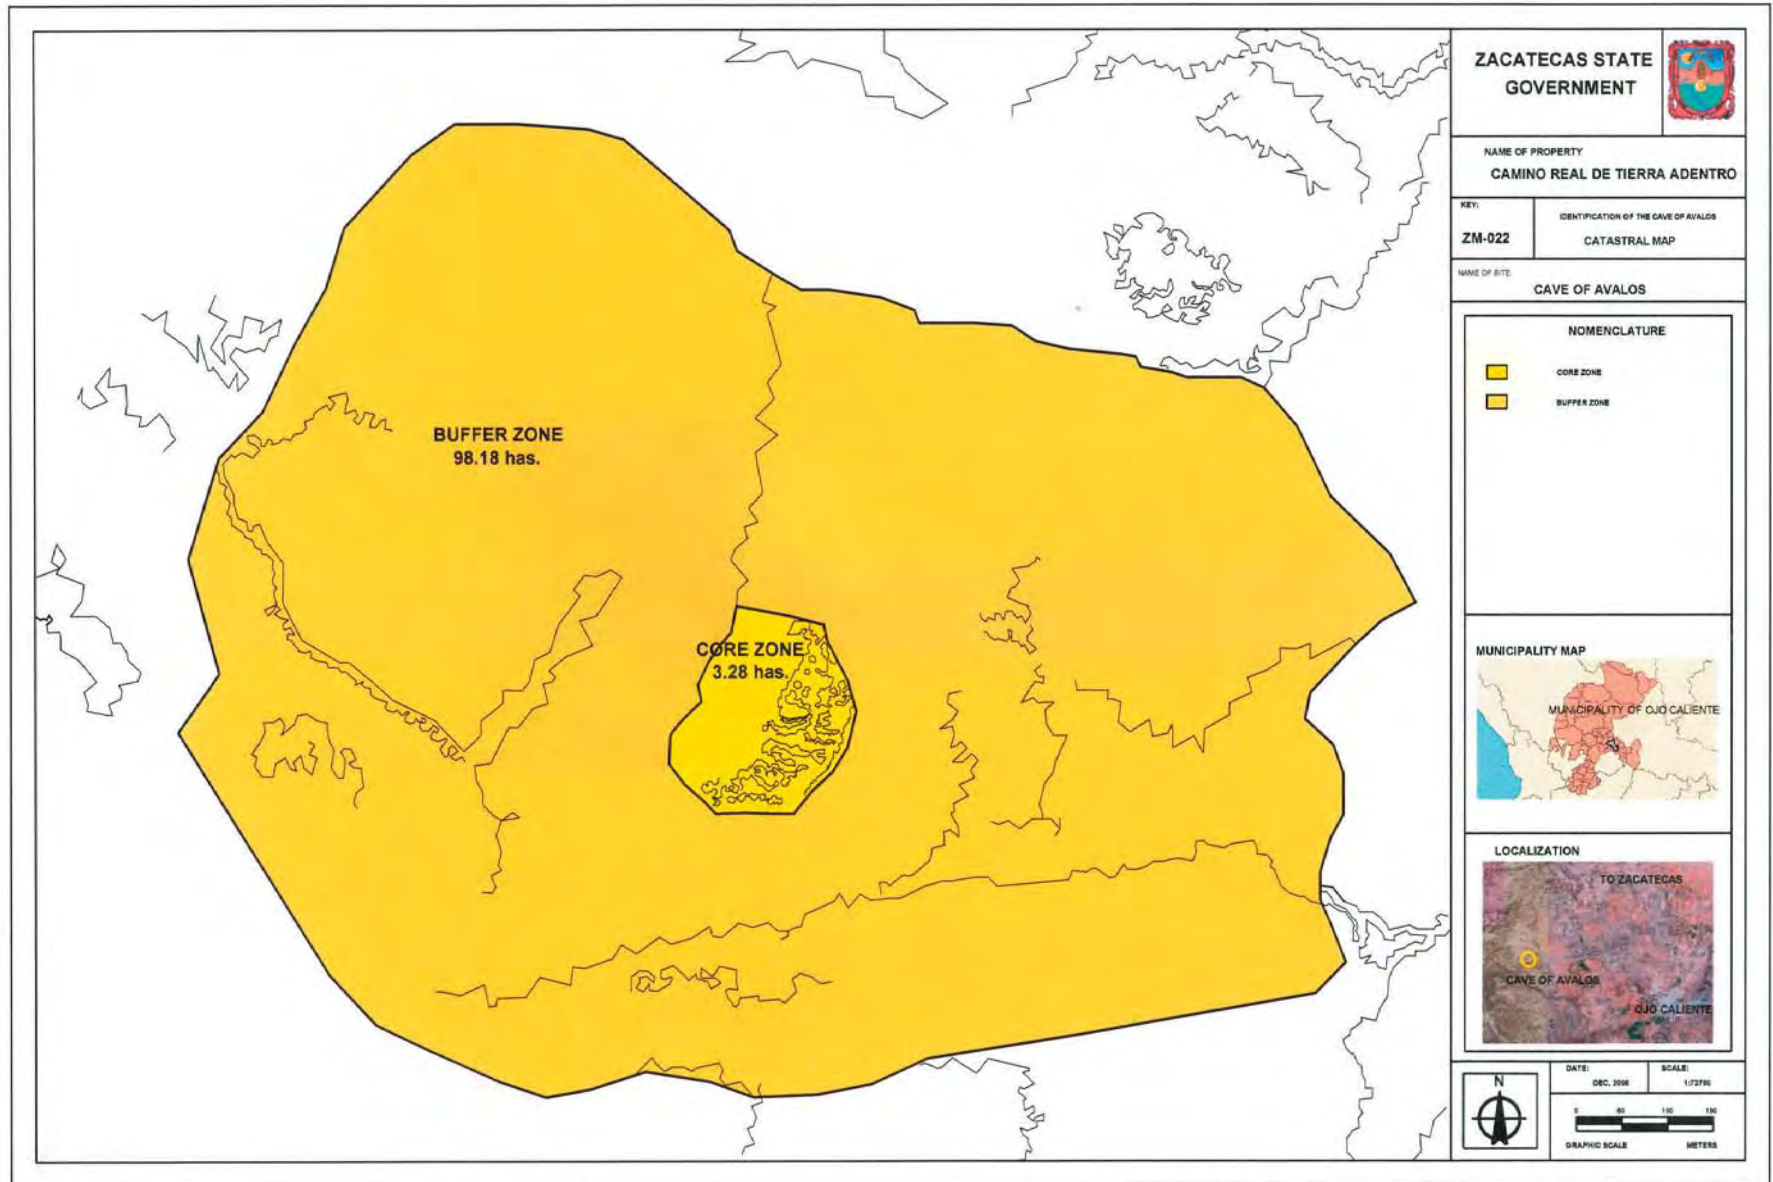 ZACATECAS STATE
GOVERNMENT
NAME OF PROPERTY
CAMINO REAL DE TIERRA ADENTRO
KEY:
ZM-022
IDENTIFICATION OF THE CAVE OF AVALOS
CATASTRAL MAP
NAME OF SITE:
CAVE OF AVALOS
NOMENCLATURE
CORE ZONE
BUFFER ZONE
BUFFER ZONE
98.18 has.
CORE ZONE
3.28 has.
MUNICIPALITY MAP
MUNICIPALITY OF OJO CALIENTE
LOCALIZATION
TO ZACATECAS
CAVE OF AVALOS
OJO CALIENTE
N
DATE:
DEC, 
SCALE:
0 100
GRAPHIC SCALE METERS